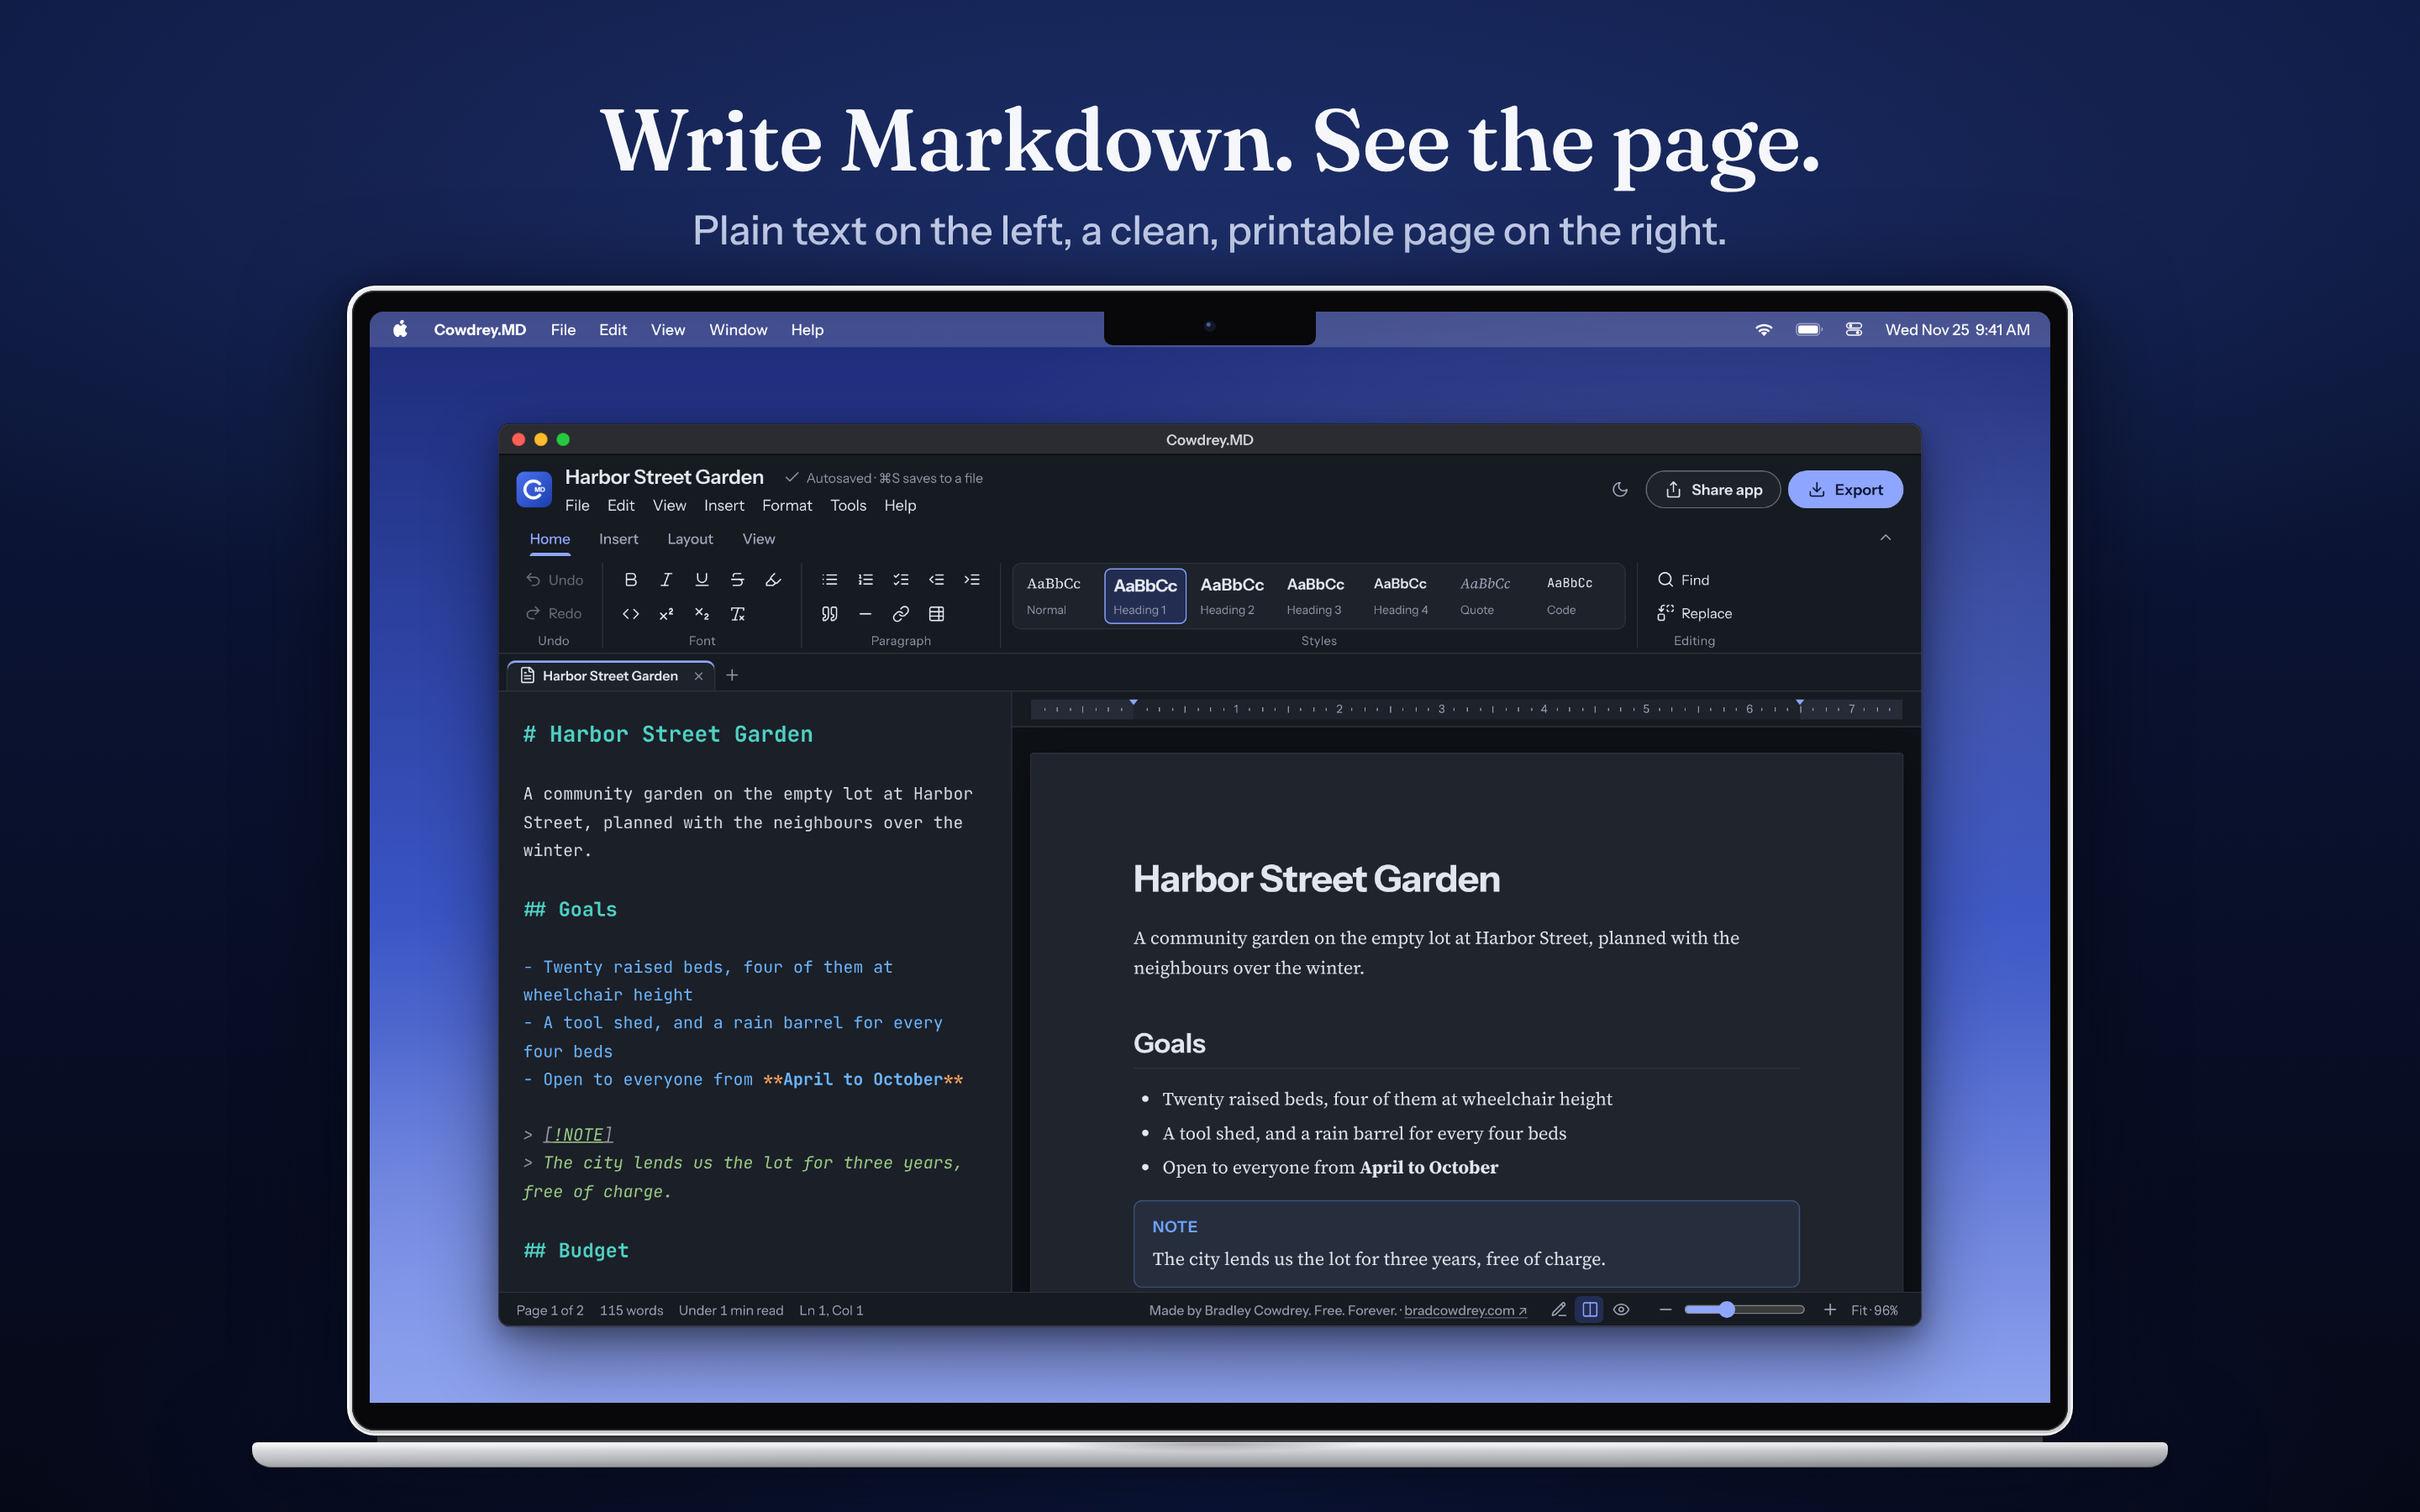 Write Markdown. See the page.
Plain text on the left, a clean, printable page on the right.
Cowdrey.MD File Edit View Window Help
Wed Nov 25 9:41 AM
Cowdrey.MD
Harbor Street Garden
Autosaved · ⌘S saves to a file
File Edit View Insert Format Tools Help
Share app
Export
Home Insert Layout View
Undo
Redo
Undo
Font
Paragraph
AaBbCc AaBbCc AaBbCc AaBbCc AaBbCc AaBbCc AaBbCc
Normal Heading 1 Heading 2 Heading 3 Heading 4 Quote Code
Styles
Find
Replace
Editing
Harbor Street Garden
# Harbor Street Garden
A community garden on the empty lot at Harbor
Street, planned with the neighbours over the
winter.
## Goals
- Twenty raised beds, four of them at
wheelchair height
- A tool shed, and a rain barrel for every
four beds
- Open to everyone from **April to October**
> [!NOTE]
> The city lends us the lot for three years,
free of charge.
## Budget
1 2 3 4 5 6 7
Harbor Street Garden
A community garden on the empty lot at Harbor Street, planned with the
neighbours over the winter.
Goals
• Twenty raised beds, four of them at wheelchair height
• A tool shed, and a rain barrel for every four beds
• Open to everyone from April to October
NOTE
The city lends us the lot for three years, free of charge.
Page 1 of 2 115 words Under 1 min read Ln 1, Col 1
Made by Bradley Cowdrey. Free. Forever. · bradcowdrey.com ↗
Fit · 96%